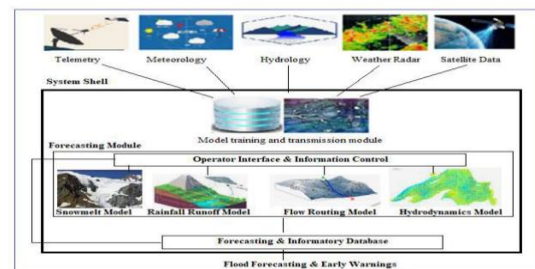 Telemetry Meteorology Hydrology Weather Radar Satellite Data
System Shell
Model training and transmission module
Forecasting Module
Operator Interface & Information Control
Snowmelt Model Rainfall Runoff Model Flow Routing Model Hydrodynamics Model
Forecasting & Informatory Database
Flood Forecasting & Early Warnings